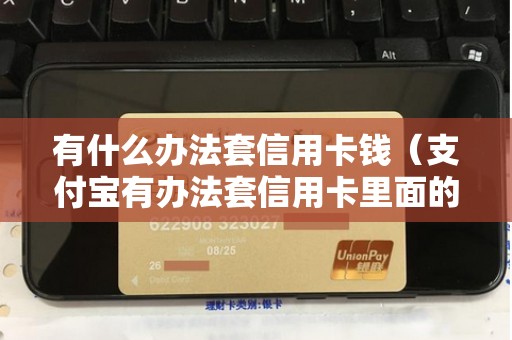 Alt
有什么办法套信用卡钱（支
付宝有办法套信用卡里面的
622908 323027
08/25
26
UnionPay
银联
Debit Card
理财卡类别:银卡